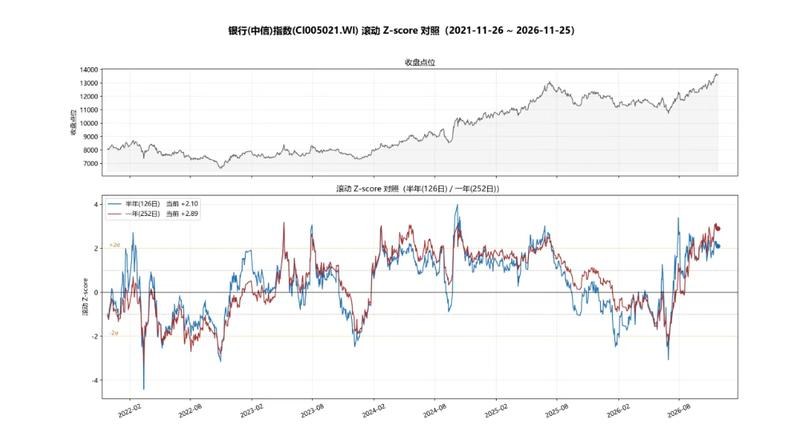 银行(中信)指数(CI005021.WI) 滚动 Z-score 对照（2021-11-26 ~ 2026-11-25）
收盘点位
14000
13000
12000
11000
10000
9000
8000
7000
收盘点位
滚动 Z-score 对照（半年(126日) / 一年(252日)）
半年(126日) 当前 +2.10
一年(252日) 当前 +2.89
4
2
0
-2
-4
+2σ
-2σ
滚动 Z-score
2022-02
2022-08
2023-02
2023-08
2024-02
2024-08
2025-02
2025-08
2026-02
2026-08